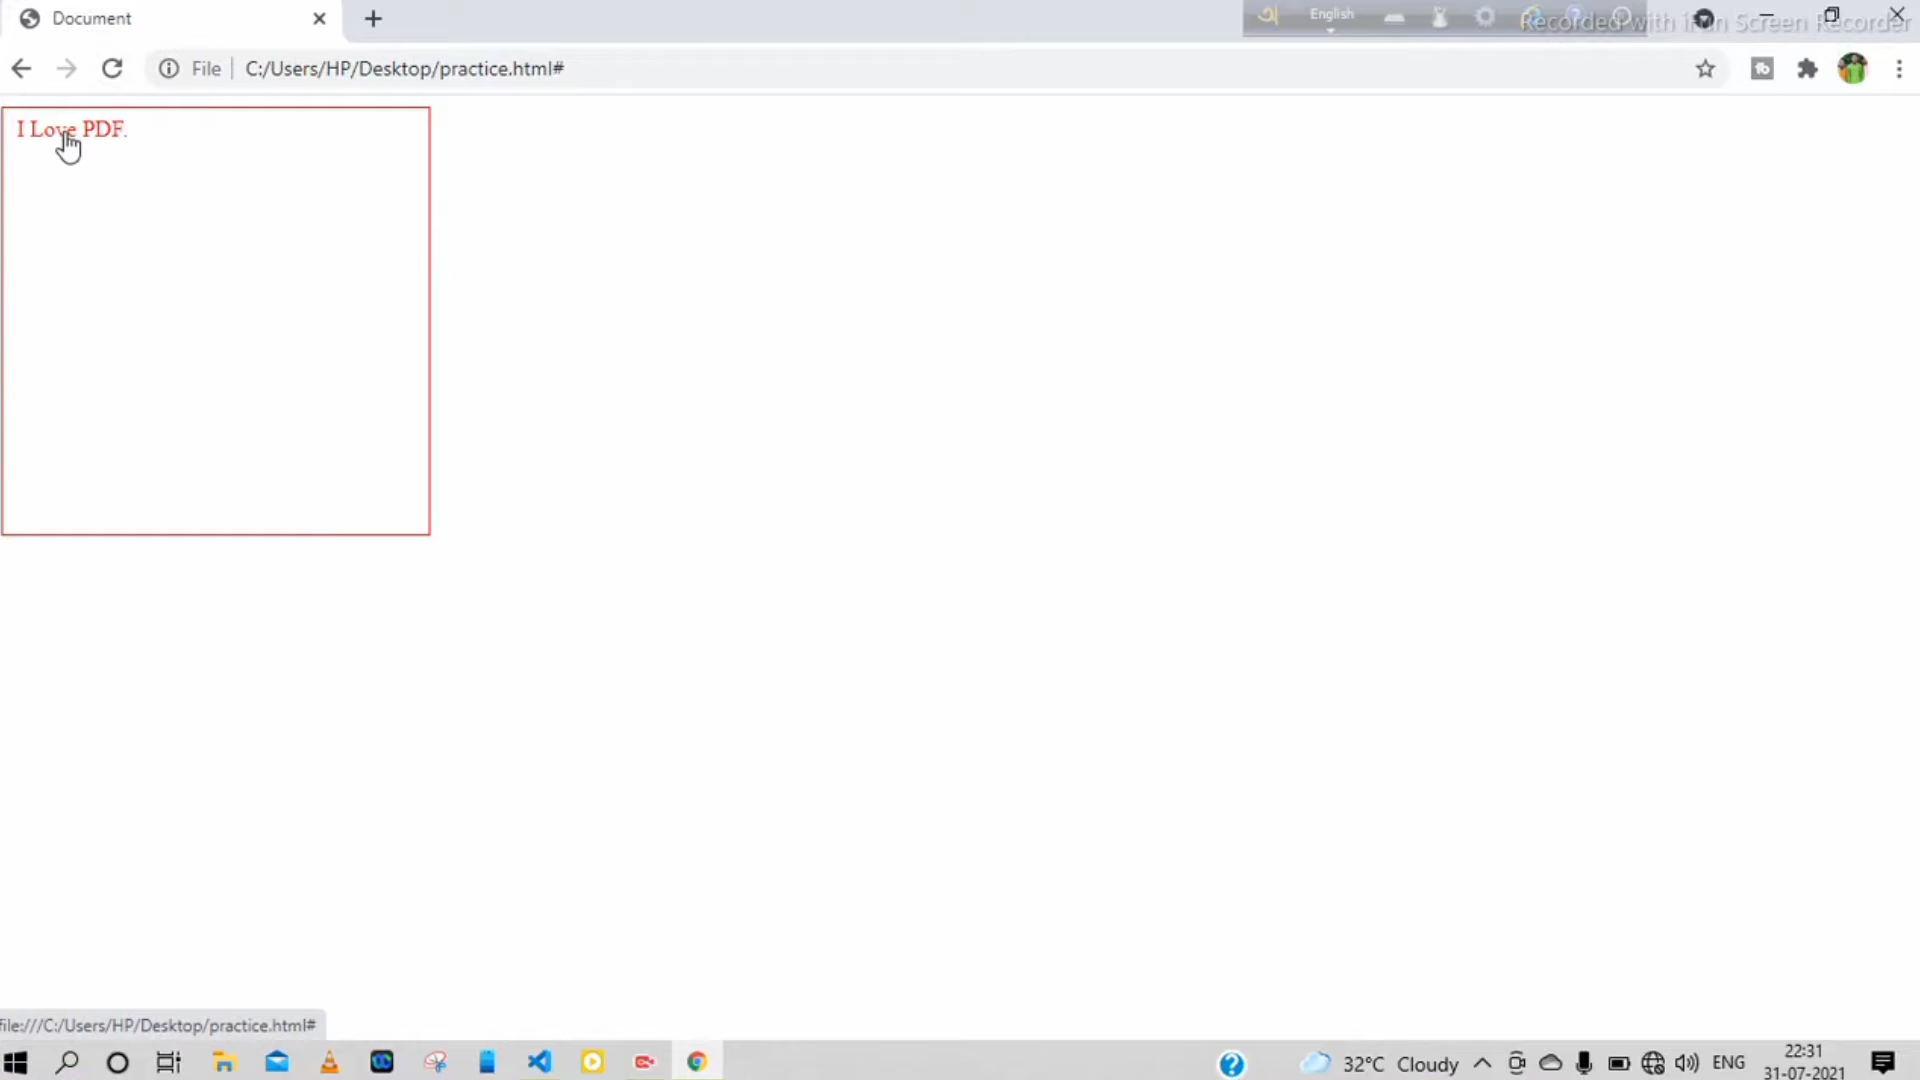 Document
English
Recorded with iFun Screen Recorder
File
C:/Users/HP/Desktop/practice.html#
I Love PDF.
file:///C:/Users/HP/Desktop/practice.html#
32°C Cloudy
ENG
22:31
31-07-2021